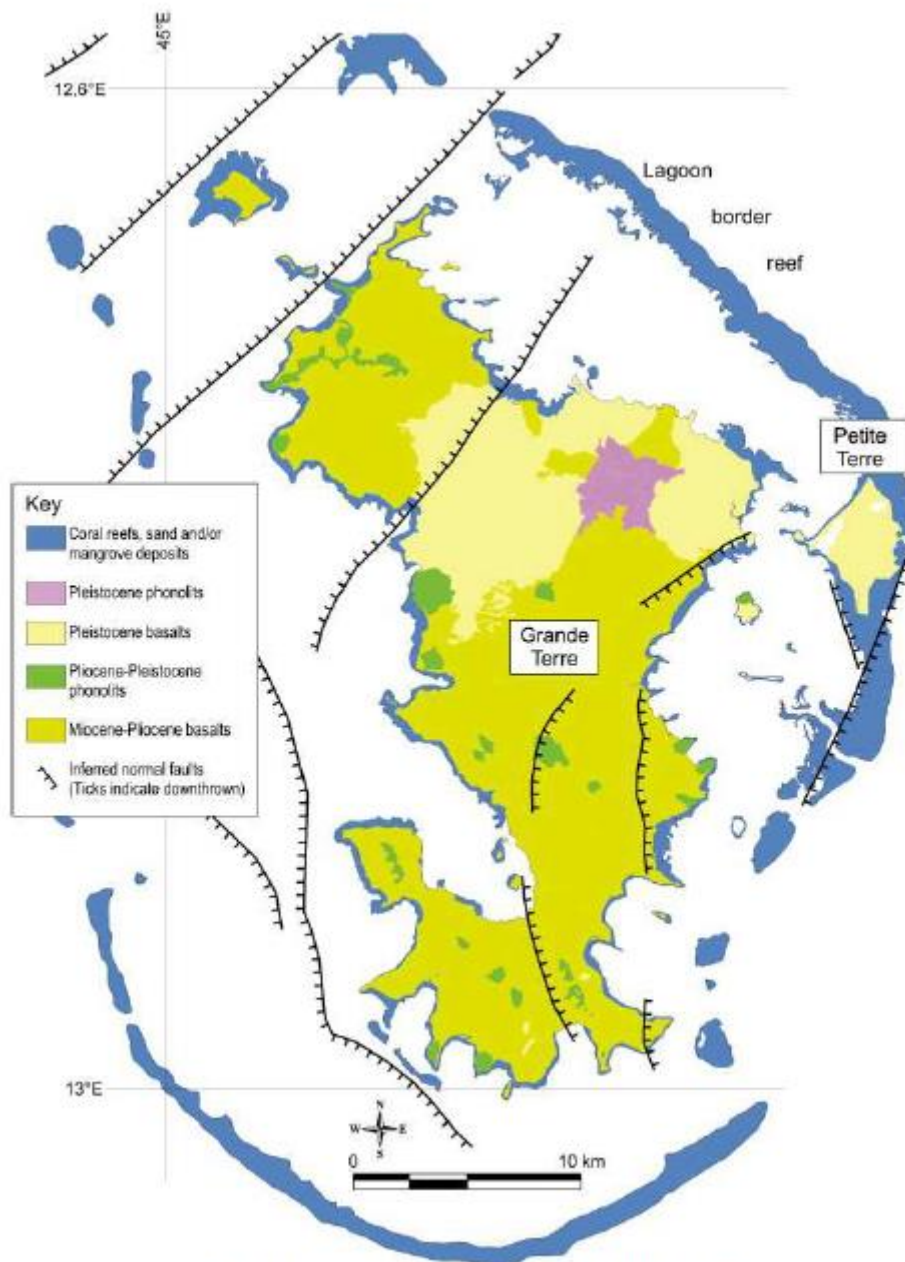 45°E
12.6°E
Lagoon
border
reef
Petite
Terre
Key
Coral reefs, sand and/or
mangrove deposits
Pleistocene phonolits
Pleistocene basalts
Pliocene-Pleistocene
phonolits
Miocene-Pliocene basalts
Inferred normal faults
(Ticks indicate downthrown)
Grande
Terre
13°E
N
W E
S
0 10 km